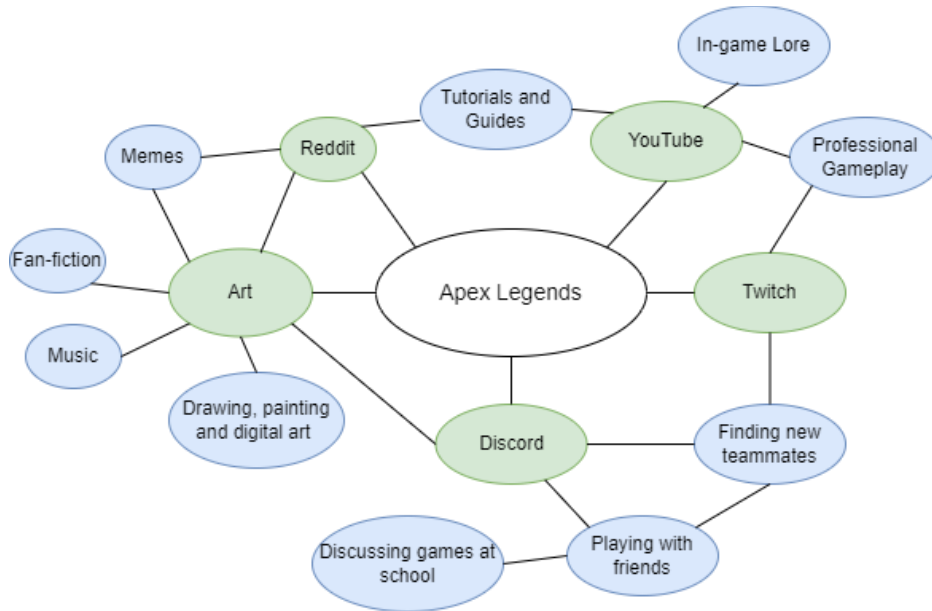 In-game Lore
Tutorials and
Guides
YouTube
Reddit
Memes
Professional
Gameplay
Fan-fiction
Art
Apex Legends
Twitch
Music
Drawing, painting
and digital art
Discord
Finding new
teammates
Discussing games at
school
Playing with
friends